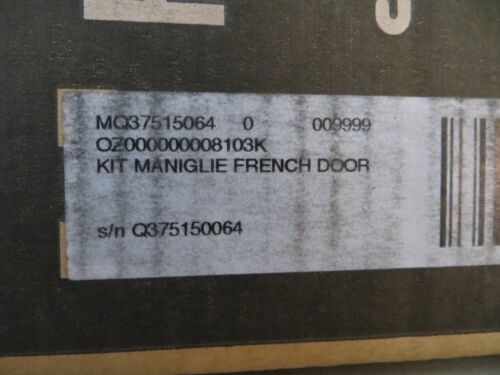 MQ37515064 0 009999
OZ000000008103K
KIT MANIGLIE FRENCH DOOR
s/n Q375150064